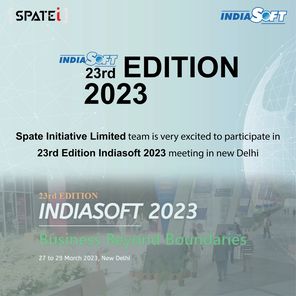 SPATEi
INDIASOFT
INDIASOFT
23rd EDITION
2023
Spate Initiative Limited team is very excited to participate in
23rd Edition Indiasoft 2023 meeting in new Delhi
23rd EDITION
INDIASOFT 2023
Business Beyond Boundaries
27 to 29 March 2023, New Delhi